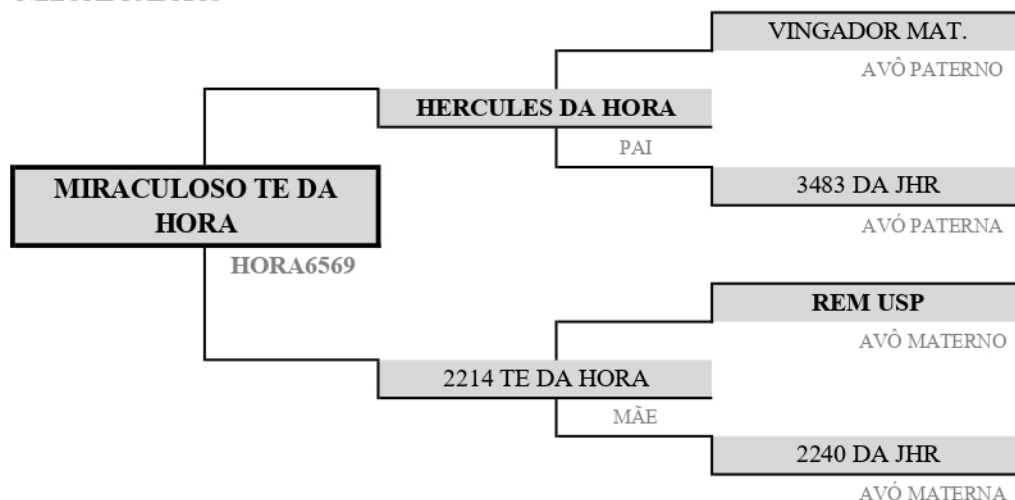 VINGADOR MAT.
AVÔ PATERNO
HERCULES DA HORA
PAI
3483 DA JHR
AVÓ PATERNA
MIRACULOSO TE DA
HORA
HORA6569
REM USP
AVÔ MATERNO
2214 TE DA HORA
MÃE
2240 DA JHR
AVÓ MATERNA